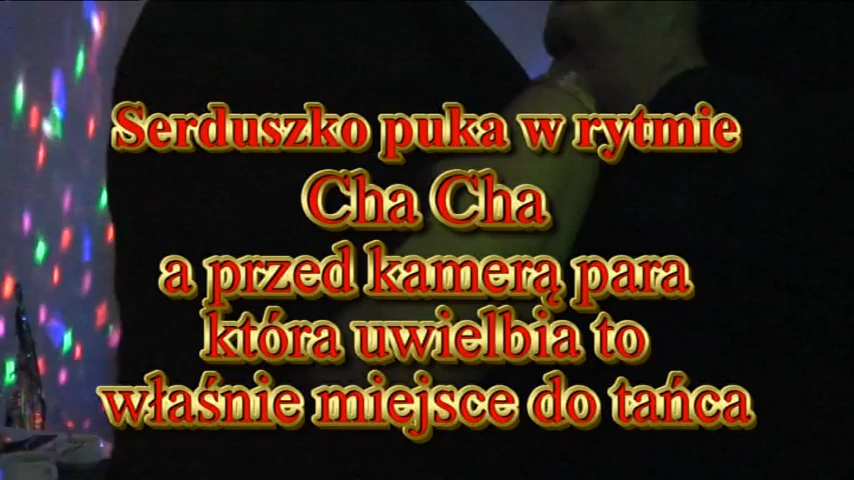 Serduszko puka w rytmie
Cha Cha
a przed kamerą para
która uwielbia to
właśnie miejsce do tańca